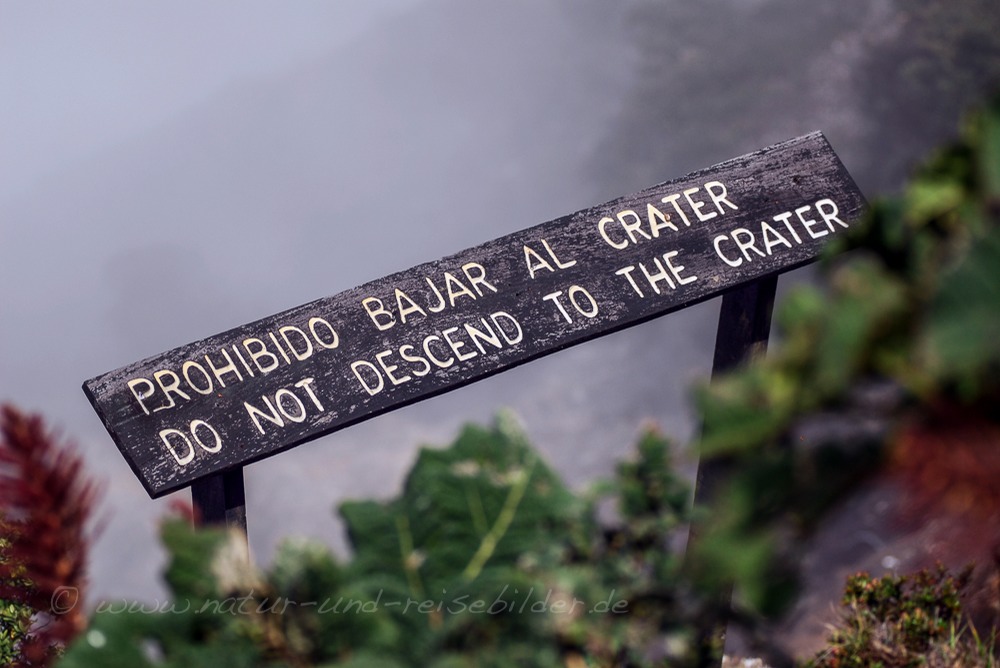 PROHIBIDO BAJAR AL CRATER
DO NOT DESCEND TO THE CRATER
© www.natur-und-reisebilder.de